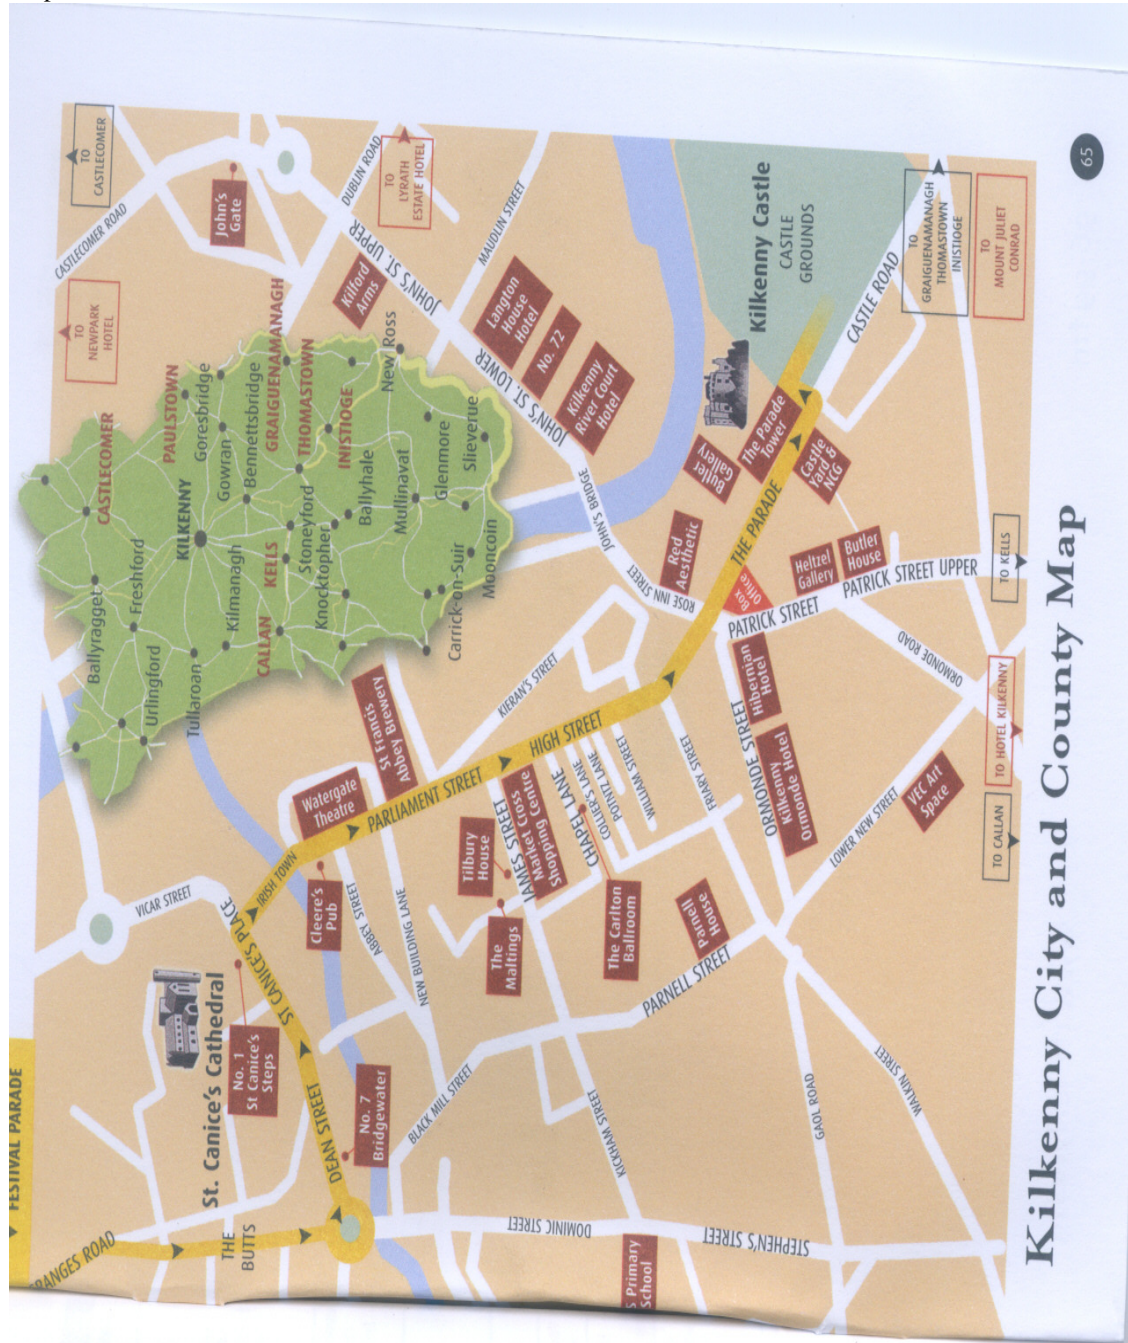 Kilkenny City and County Map
65
FESTIVAL PARADE
GRANGES ROAD
THE
BUTTS
DEAN STREET
ST CANICE'S PLACE
IRISH TOWN
PARLIAMENT STREET
HIGH STREET
THE PARADE
St. Canice's Cathedral
No. 1
St Canice's
Steps
No. 7
Bridgewater
Cleere's
Pub
Watergate
Theatre
St Francis
Abbey Brewery
VICAR STREET
ABBEY STREET
NEW BUILDING LANE
BLACK MILL STREET
Tilbury
House
The
Maltings
JAMES STREET
Market Cross
Shopping Centre
CHAPEL LANE
COLLIER'S LANE
POINTZ LANE
WILLIAM STREET
FRIARY STREET
The Carlton
Ballroom
Parnell
House
PARNELL STREET
KICKHAM STREET
DOMINIC STREET
STEPHEN'S STREET
S Primary
School
GAOL ROAD
WALKIN STREET
LOWER NEW STREET
VEC Art
Space
ORMONDE STREET
Kilkenny
Ormonde Hotel
Hibernian
Hotel
ORMONDE ROAD
PATRICK STREET
PATRICK STREET UPPER
Box
Office
Heltzel
Gallery
Butler
House
Red
Aesthetic
Butler
Gallery
The Parade
Tower
Castle
Yard &
NCG
Kilkenny Castle
CASTLE
GROUNDS
CASTLE ROAD
KIERAN'S STREET
ROSE INN STREET
JOHN'S BRIDGE
JOHN'S ST. LOWER
JOHN'S ST. UPPER
Kilkenny
River Court
Hotel
No. 72
Langton
House
Hotel
Kilford
Arms
MAUDLIN STREET
DUBLIN ROAD
John's
Gate
CASTLECOMER ROAD
TO
CASTLECOMER
TO
NEWPARK
HOTEL
TO
LYRATH
ESTATE HOTEL
TO
GRAIGUENAMANAGH
THOMASTOWN
INISTIOGE
TO
MOUNT JULIET
CONRAD
TO KELLS
TO HOTEL KILKENNY
TO CALLAN
CASTLECOMER
Ballyragget
Freshford
Urlingford
Tullaroan
Kilmanagh
KILKENNY
PAULSTOWN
Goresbridge
Gowran
Bennettsbridge
GRAIGUENAMANAGH
THOMASTOWN
INISTIOGE
CALLAN
KELLS
Stoneyford
Knocktopher
Ballyhale
Mullinavat
New Ross
Glenmore
Slieverue
Mooncoin
Carrick-on-Suir